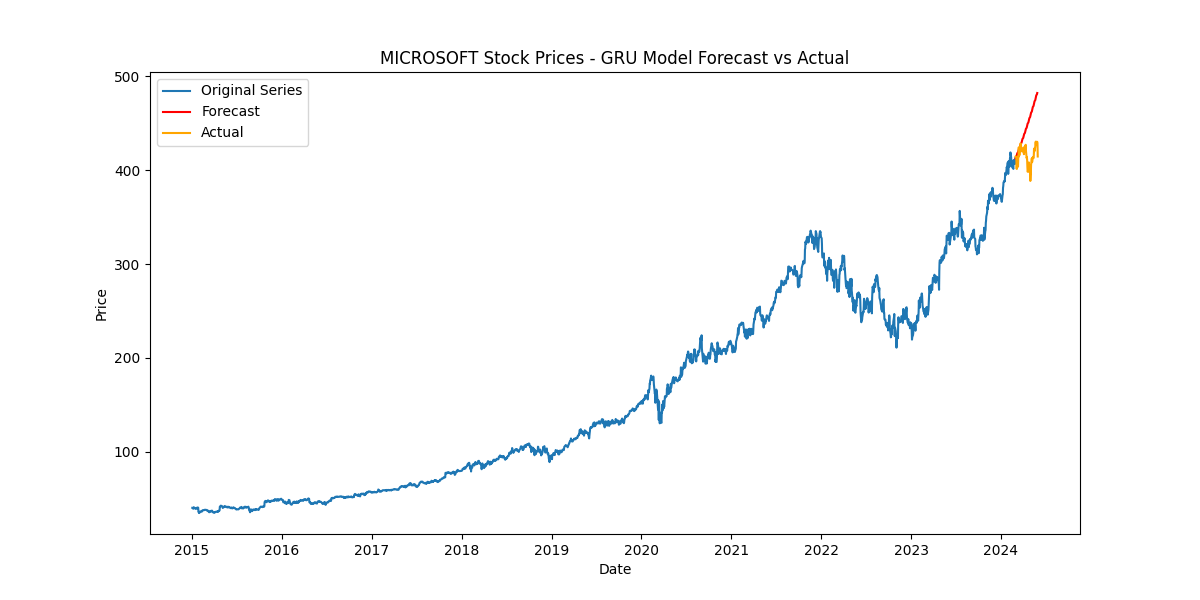 MICROSOFT Stock Prices - GRU Model Forecast vs Actual
Original Series
Forecast
Actual
500
400
300
200
100
Price
2015 2016 2017 2018 2019 2020 2021 2022 2023 2024
Date